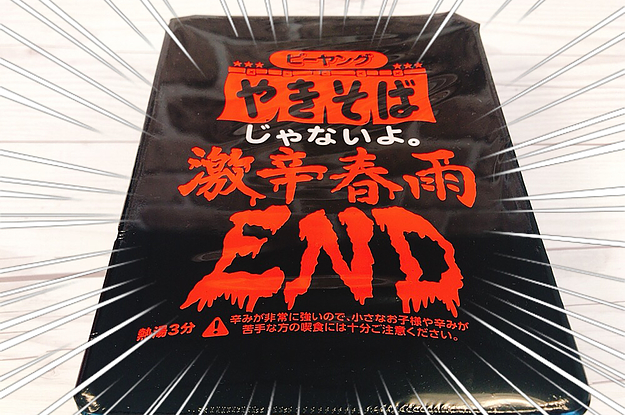 ピーヤング
やきそば
じゃないよ。
激辛春雨
END
熱湯3分
辛みが非常に強いので、小さなお子様や辛みが
苦手な方の喫食には十分ご注意ください。